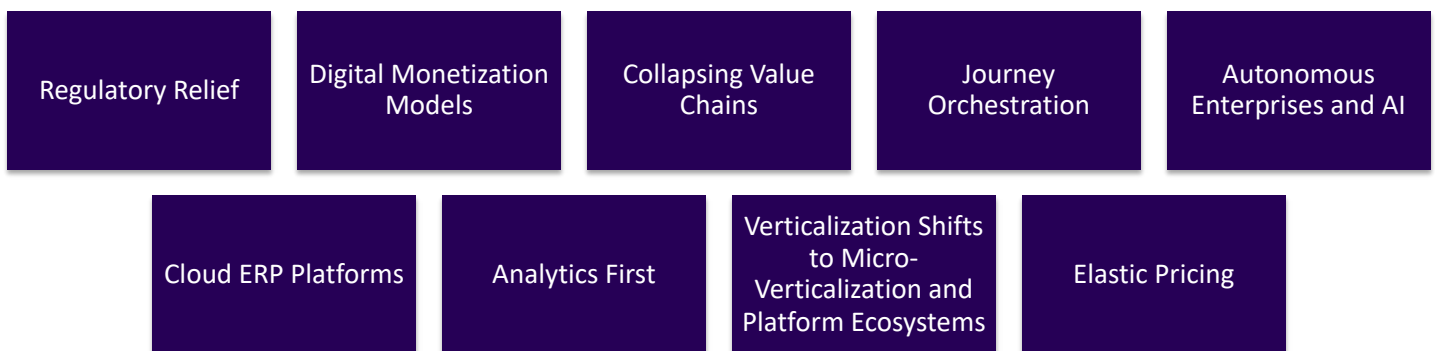 Regulatory Relief
Digital Monetization
Models
Collapsing Value
Chains
Journey
Orchestration
Autonomous
Enterprises and AI
Cloud ERP Platforms
Analytics First
Verticalization Shifts
to Micro-
Verticalization and
Platform Ecosystems
Elastic Pricing